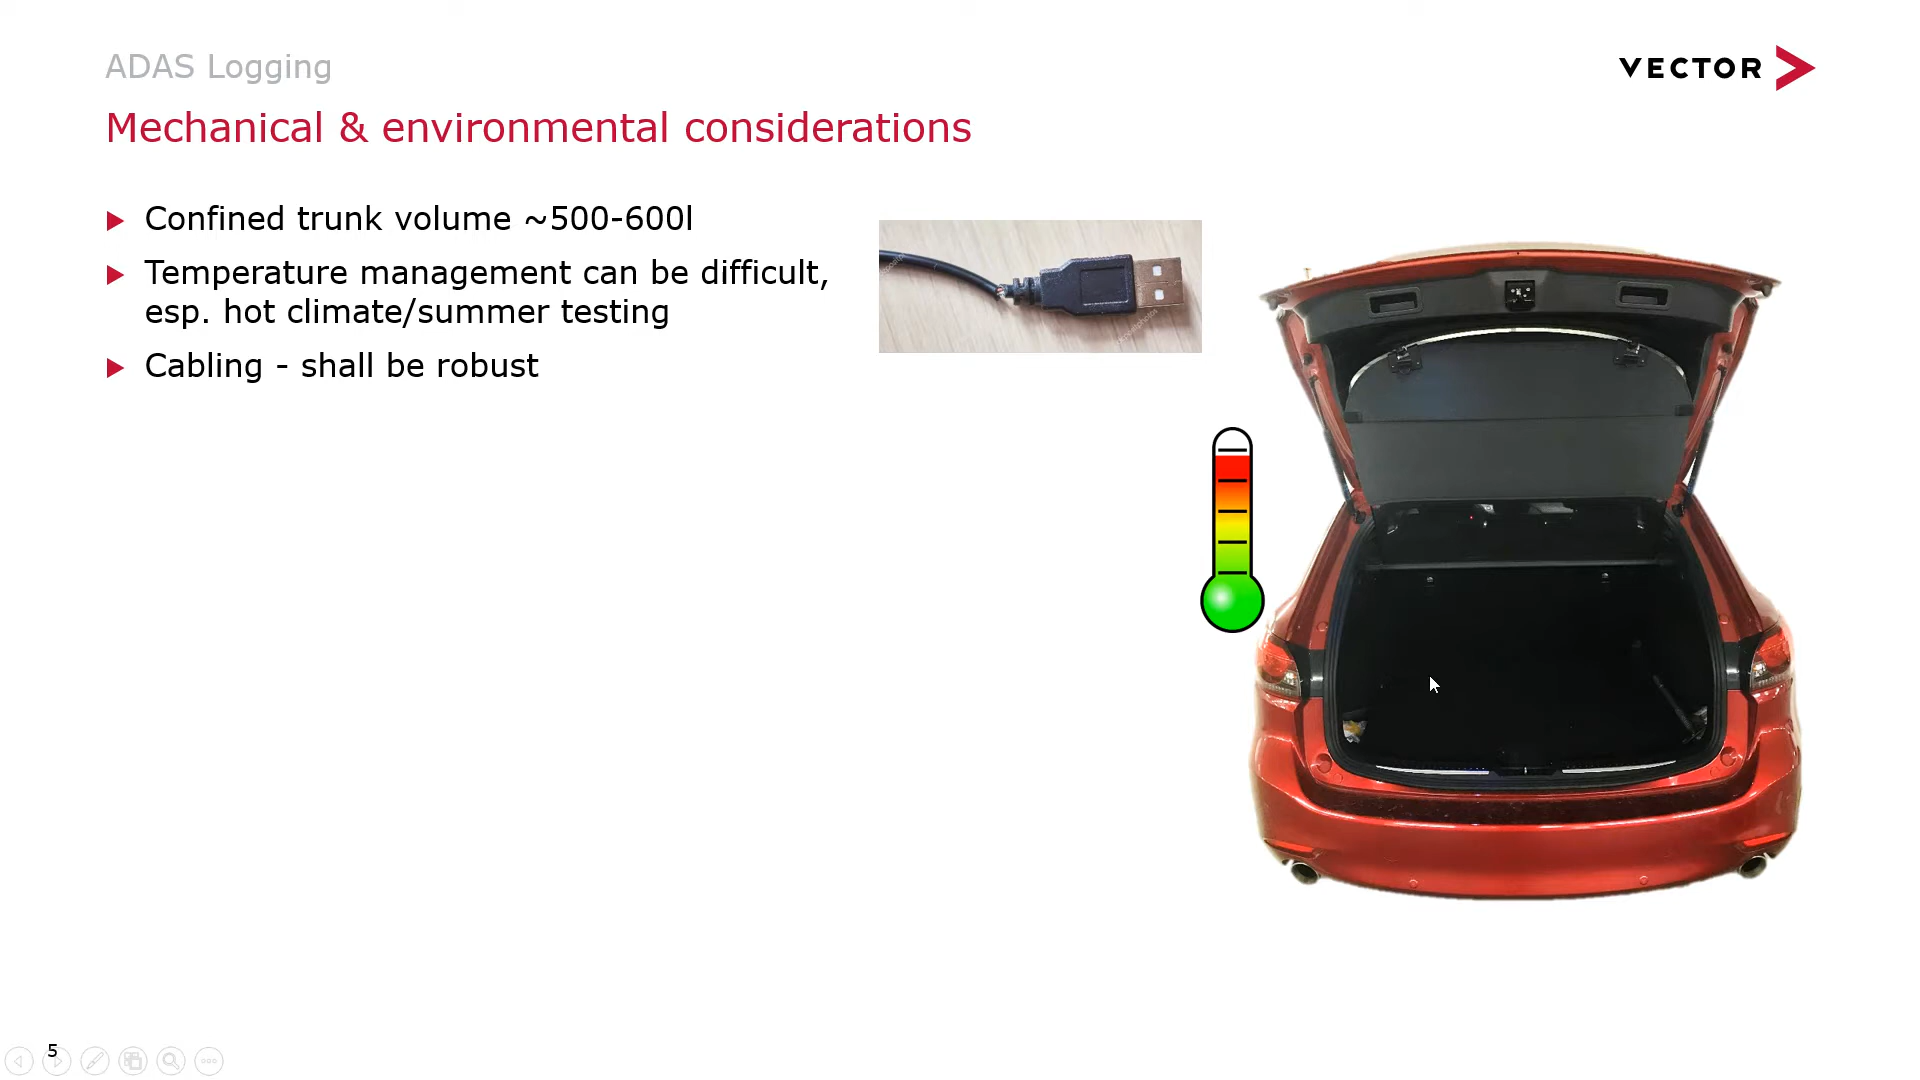 ADAS Logging
VECTOR
Mechanical & environmental considerations
Confined trunk volume ~500-600l
Temperature management can be difficult,
esp. hot climate/summer testing
Cabling - shall be robust
5